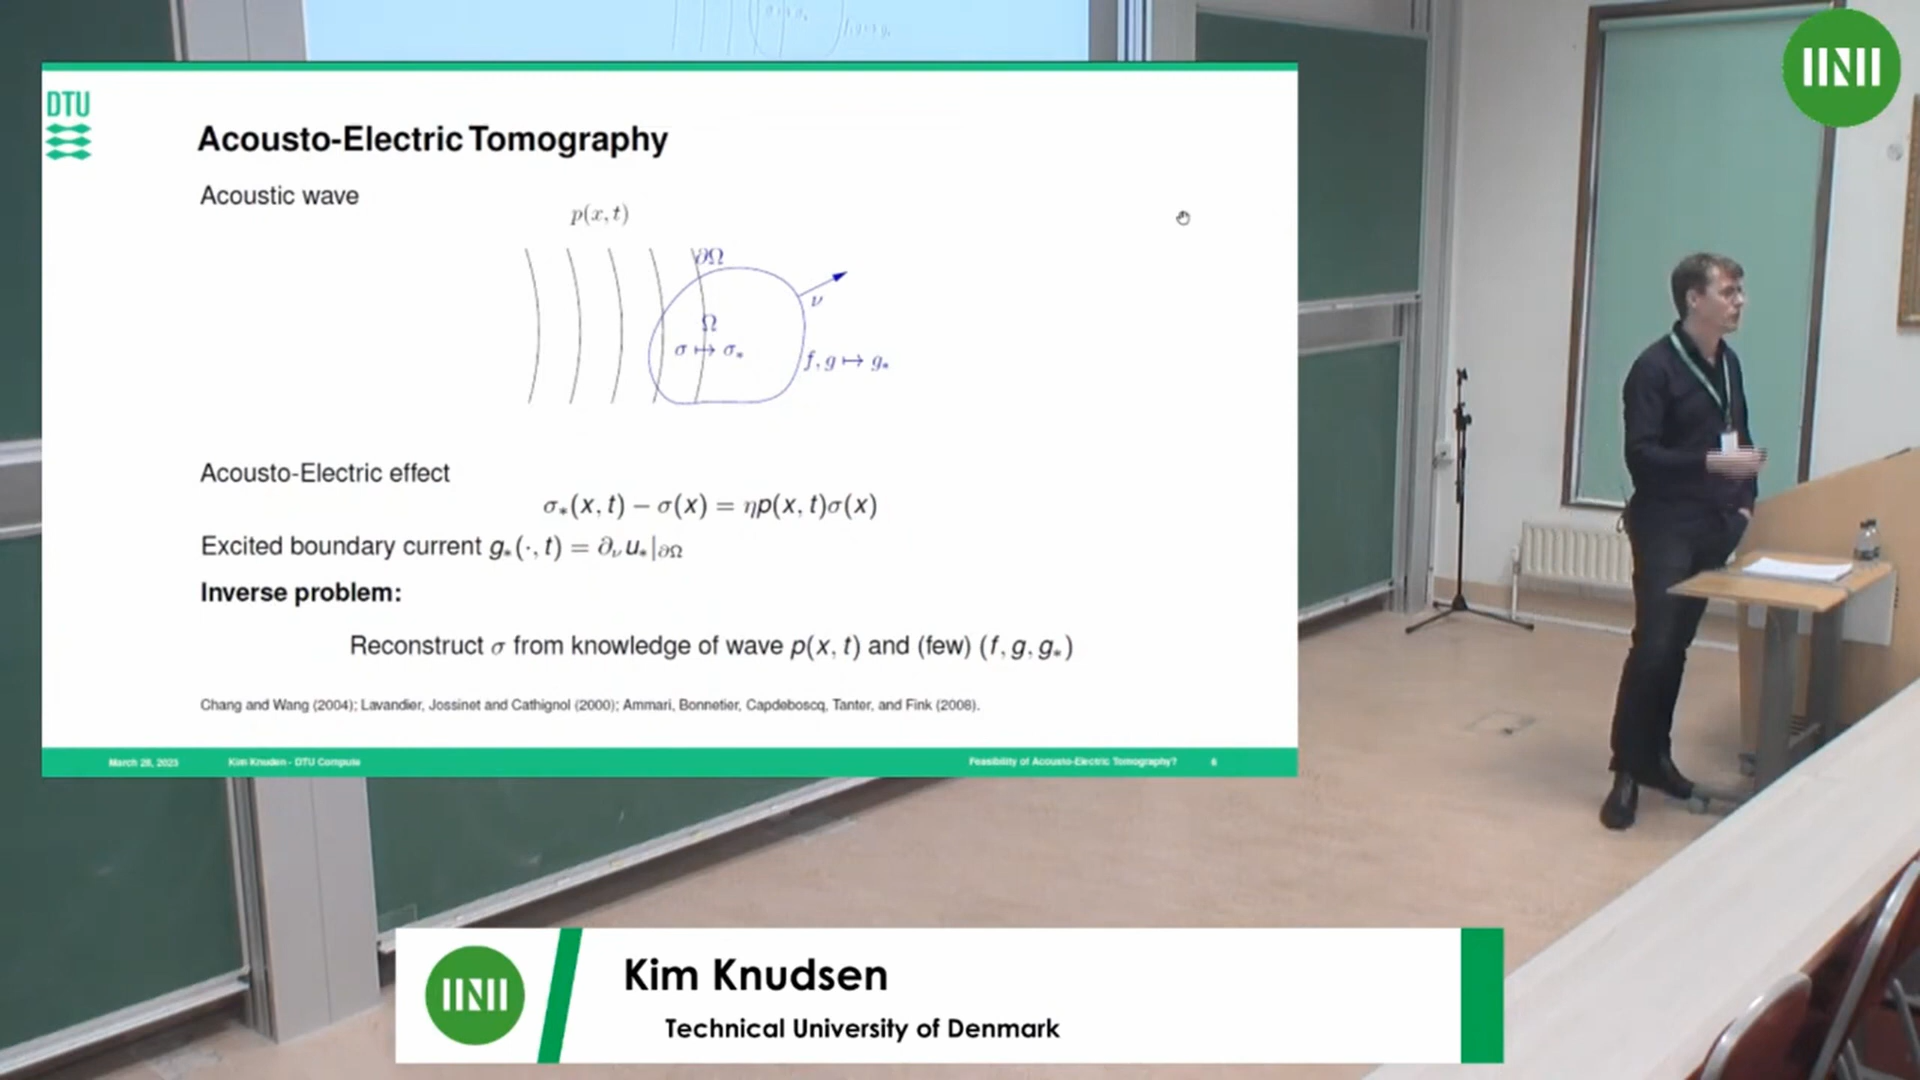 DTU
Acousto-Electric Tomography
Acoustic wave
p(x, t)
∂Ω
ν
Ω
σ ↦ σ*
f, g ↦ g*
Acousto-Electric effect
σ*(x, t) − σ(x) = ηp(x, t)σ(x)
Excited boundary current g*(·, t) = ∂νu*|∂Ω
Inverse problem:
Reconstruct σ from knowledge of wave p(x, t) and (few) (f, g, g*)
Chang and Wang (2004); Lavandier, Jossinet and Cathignol (2000); Ammari, Bonnetier, Capdeboscq, Tanter, and Fink (2008).
March 28, 2023 Kim Knudsen - DTU Compute Feasibility of Acousto-Electric Tomography? 6
Kim Knudsen
Technical University of Denmark